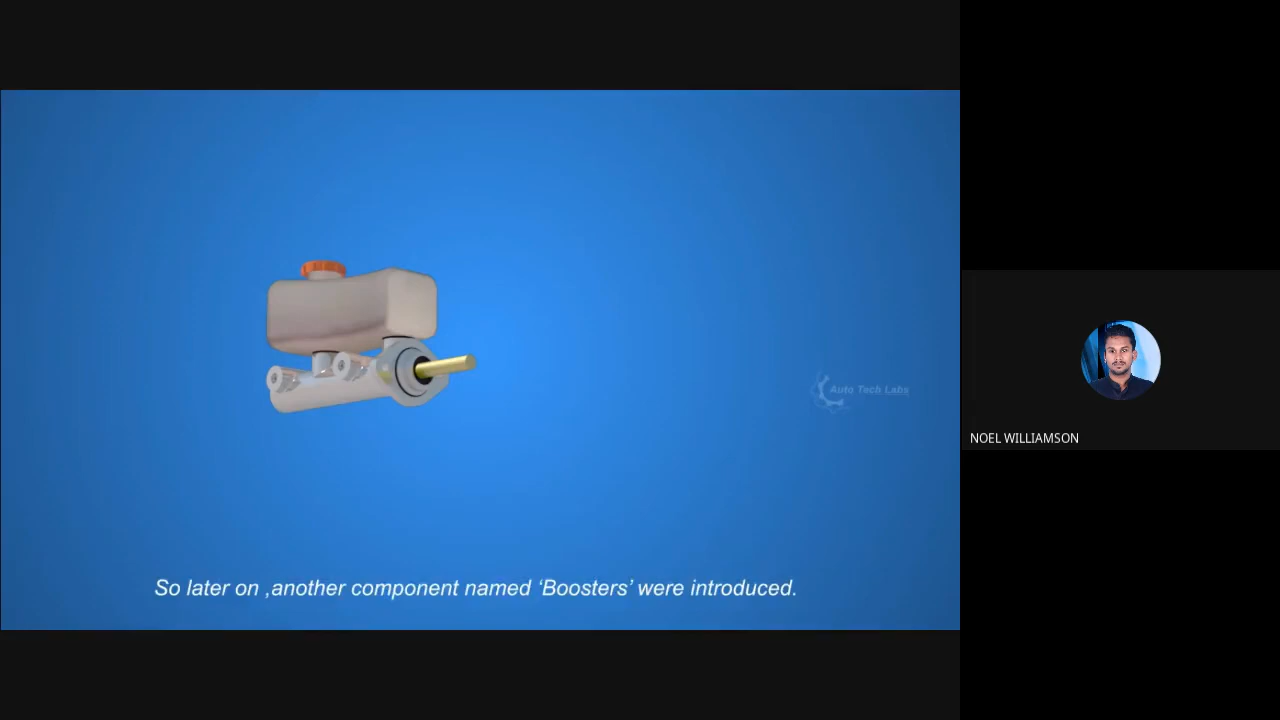 Auto Tech Labs
So later on ,another component named ‘Boosters’ were introduced.
NOEL WILLIAMSON